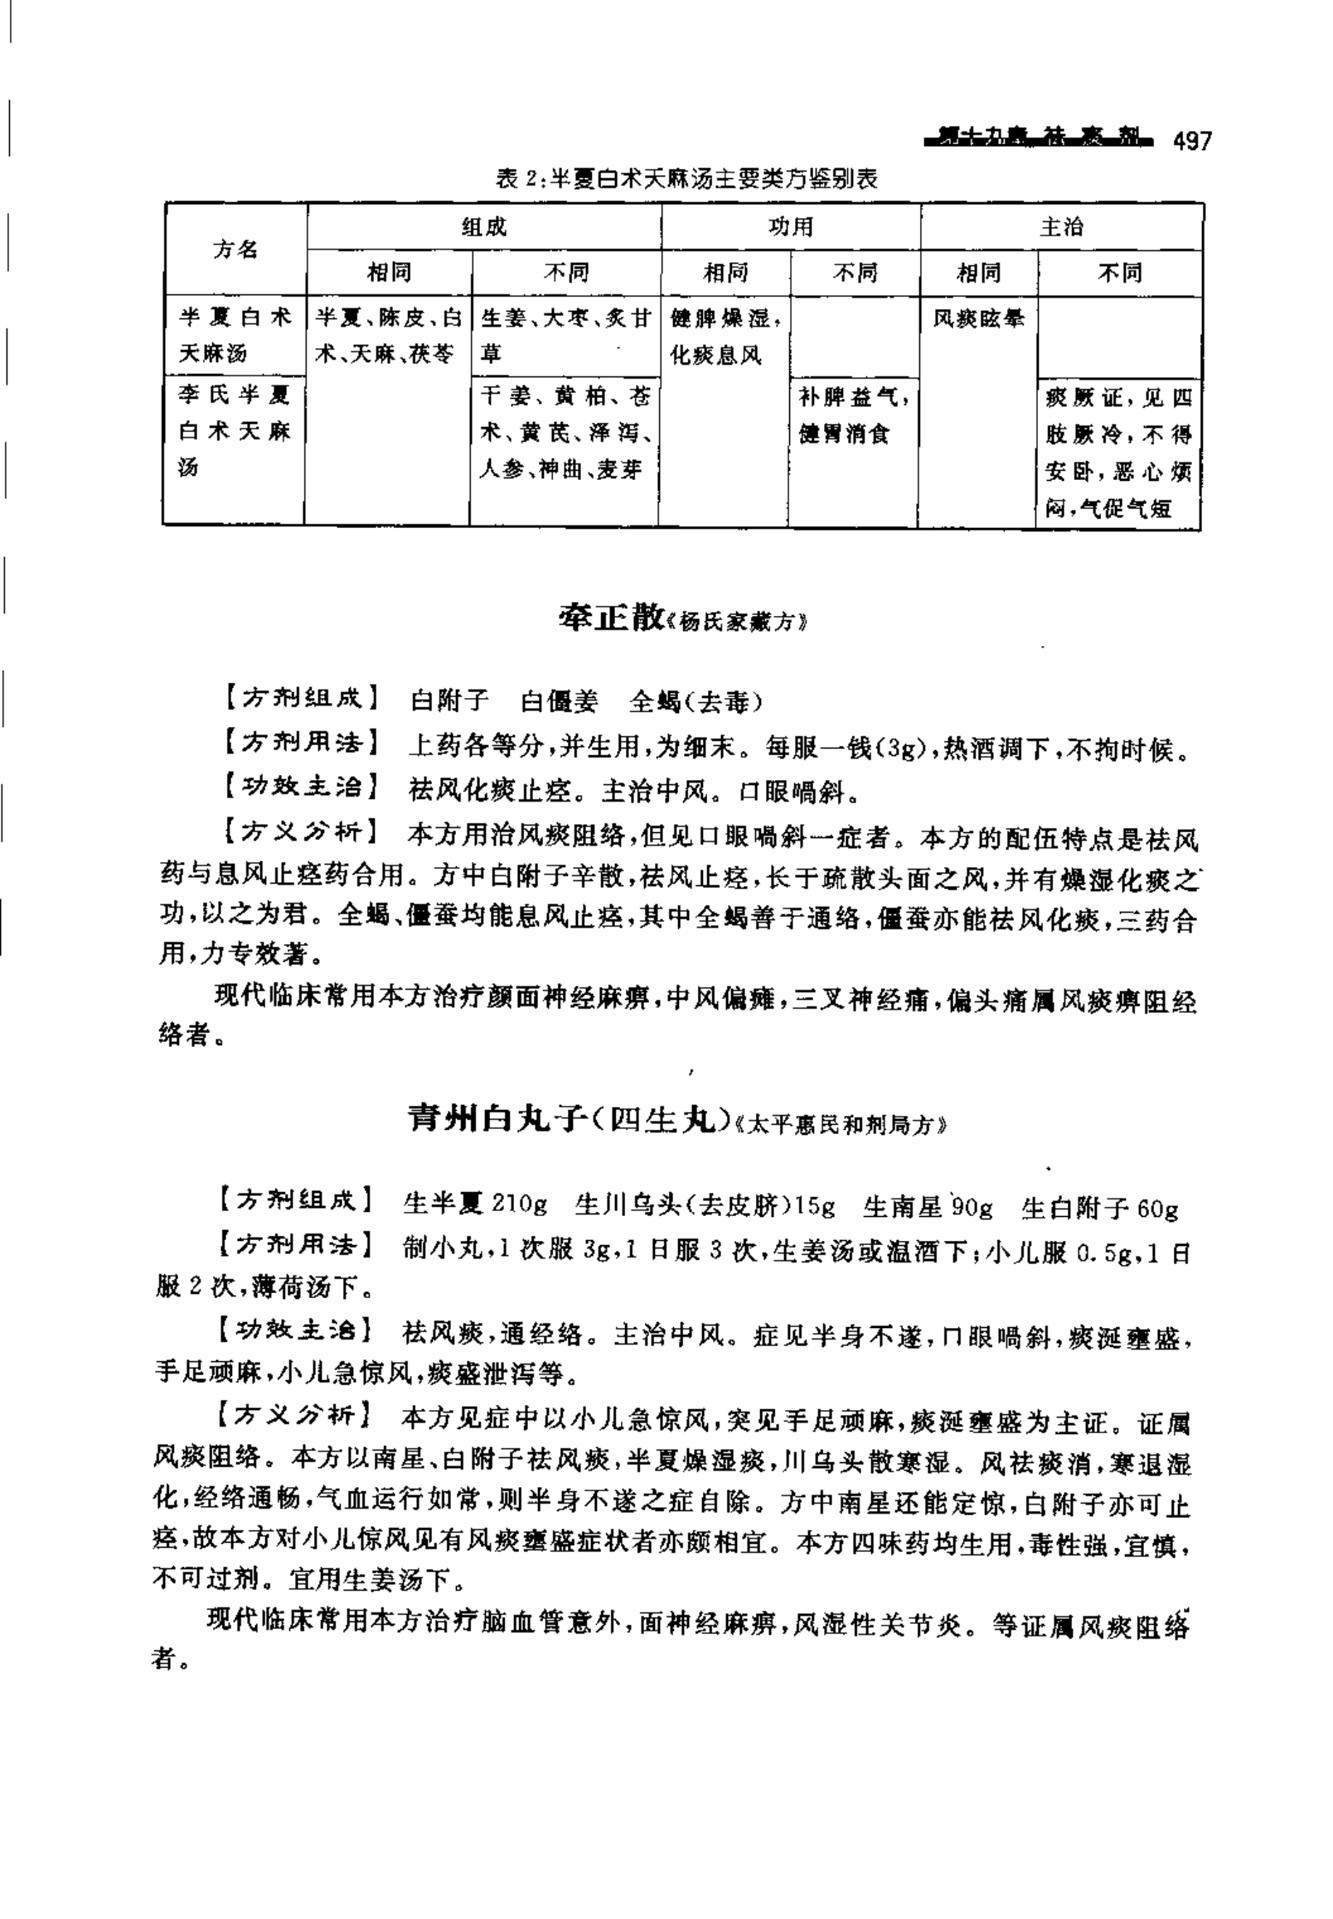 第十九章 祛痰剂 497
表 2:半夏白术天麻汤主要类方鉴别表
方名 组成 功用 主治
相同 不同 相同 不同 相同 不同
半夏白术 半夏、陈皮、白 生姜、大枣、炙甘 健脾燥湿, 风痰眩晕
天麻汤 术、天麻、茯苓 草 化痰息风
李氏半夏 干姜、黄柏、苍 补脾益气, 痰厥证,见四
白术天麻 术、黄芪、泽泻、 健胃消食 肢厥冷,不得
汤 人参、神曲、麦芽 安卧,恶心烦
闷,气促气短
牵正散《杨氏家藏方》
【方剂组成】 白附子 白僵姜 全蝎(去毒)
【方剂用法】 上药各等分,并生用,为细末。每服一钱(3g),热酒调下,不拘时候。
【功效主治】 祛风化痰止痉。主治中风。口眼喎斜。
【方义分析】 本方用治风痰阻络,但见口眼喎斜一症者。本方的配伍特点是祛风
药与息风止痉药合用。方中白附子辛散,祛风止痉,长于疏散头面之风,并有燥湿化痰之
功,以之为君。全蝎、僵蚕均能息风止痉,其中全蝎善于通络,僵蚕亦能祛风化痰,三药合
用,力专效著。
现代临床常用本方治疗颜面神经麻痹,中风偏瘫,三叉神经痛,偏头痛属风痰痹阻经
络者。
青州白丸子(四生丸)《太平惠民和剂局方》
【方剂组成】 生半夏 210g 生川乌头(去皮脐)15g 生南星 90g 生白附子 60g
【方剂用法】 制小丸,1 次服 3g,1 日服 3 次,生姜汤或温酒下;小儿服 0.5g,1 日
服 2 次,薄荷汤下。
【功效主治】 祛风痰,通经络。主治中风。症见半身不遂,口眼喎斜,痰涎壅盛,
手足顽麻,小儿急惊风,痰盛泄泻等。
【方义分析】 本方见症中以小儿急惊风,突见手足顽麻,痰涎壅盛为主证。证属
风痰阻络。本方以南星、白附子祛风痰,半夏燥湿痰,川乌头散寒湿。风祛痰消,寒退湿
化,经络通畅,气血运行如常,则半身不遂之症自除。方中南星还能定惊,白附子亦可止
痉,故本方对小儿惊风见有风痰壅盛症状者亦颇相宜。本方四味药均生用,毒性强,宜慎,
不可过剂。宜用生姜汤下。
现代临床常用本方治疗脑血管意外,面神经麻痹,风湿性关节炎。等证属风痰阻络
者。